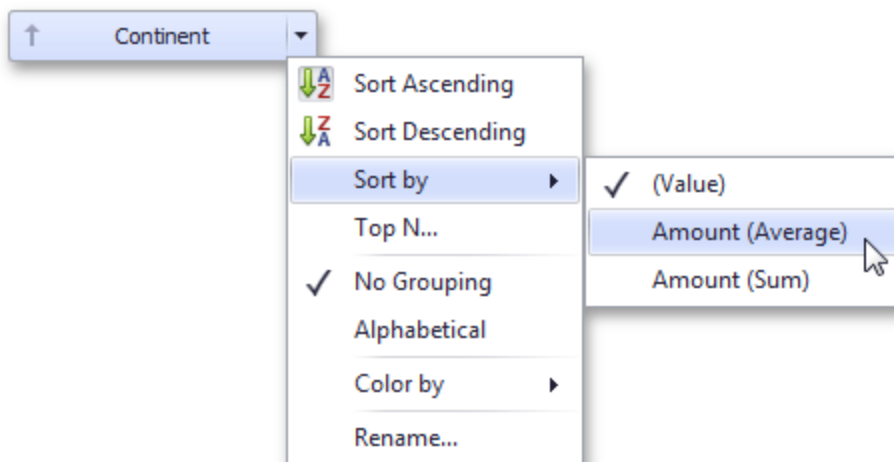 Continent
Sort Ascending
Sort Descending
Sort by
(Value)
Amount (Average)
Amount (Sum)
Top N...
No Grouping
Alphabetical
Color by
Rename...